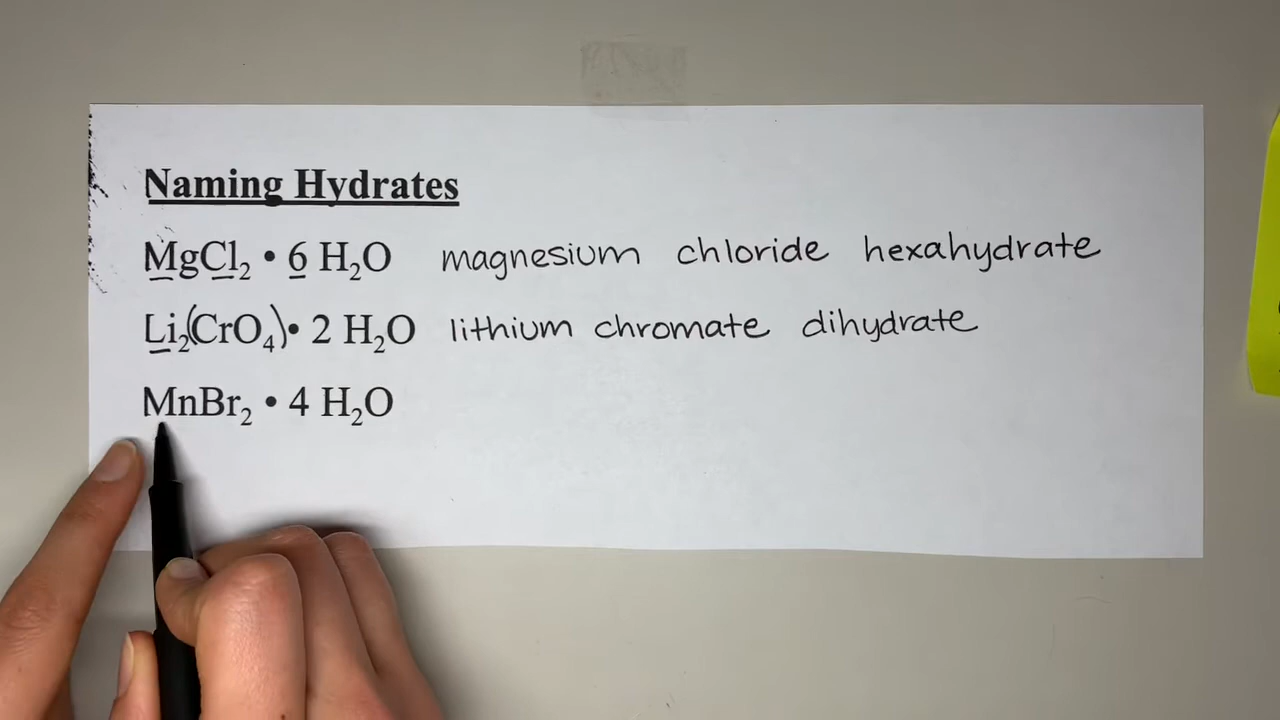 Naming Hydrates
MgCl₂ • 6 H₂O magnesium chloride hexahydrate
Li₂(CrO₄)• 2 H₂O lithium chromate dihydrate
MnBr₂ • 4 H₂O